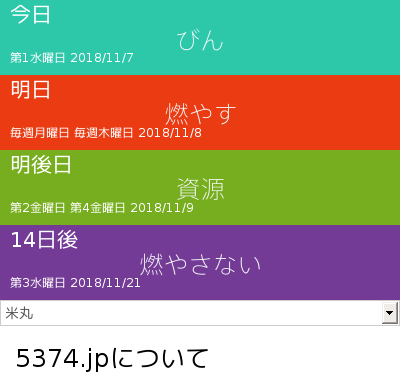 今日
びん
第1水曜日 2018/11/7
明日
燃やす
毎週月曜日 毎週木曜日 2018/11/8
明後日
資源
第2金曜日 第4金曜日 2018/11/9
14日後
燃やさない
第3水曜日 2018/11/21
米丸
5374.jpについて